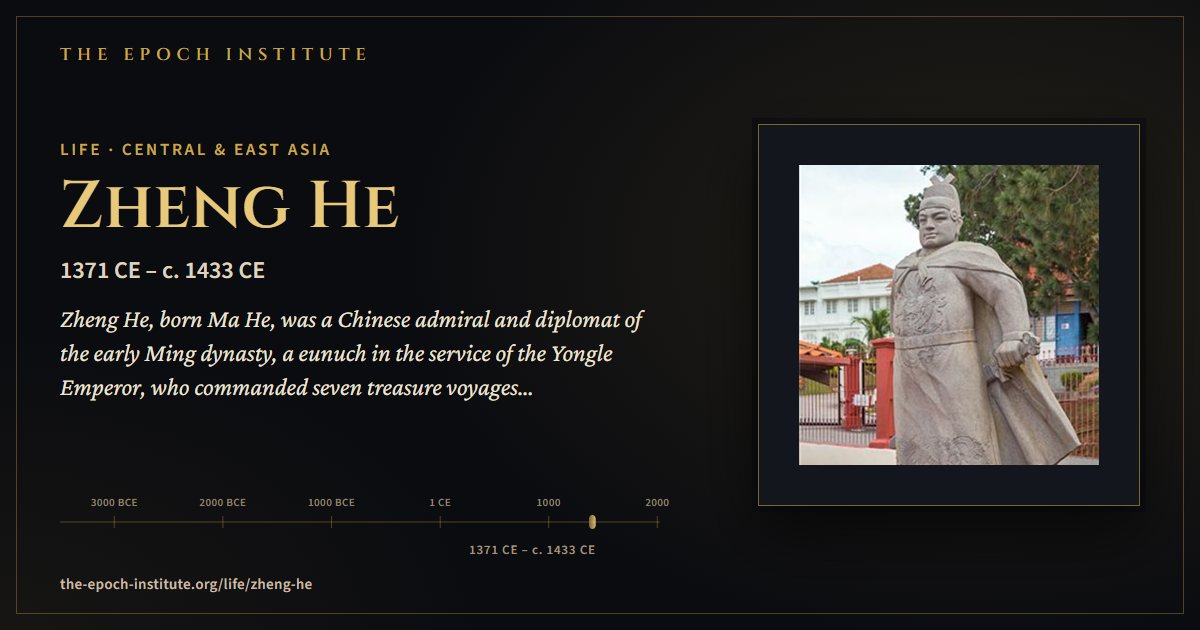 THE EPOCH INSTITUTE
LIFE · CENTRAL & EAST ASIA
ZHENG HE
1371 CE – c. 1433 CE
Zheng He, born Ma He, was a Chinese admiral and diplomat of
the early Ming dynasty, a eunuch in the service of the Yongle
Emperor, who commanded seven treasure voyages...
3000 BCE 2000 BCE 1000 BCE 1 CE 1000 2000
1371 CE – c. 1433 CE
the-epoch-institute.org/life/zheng-he